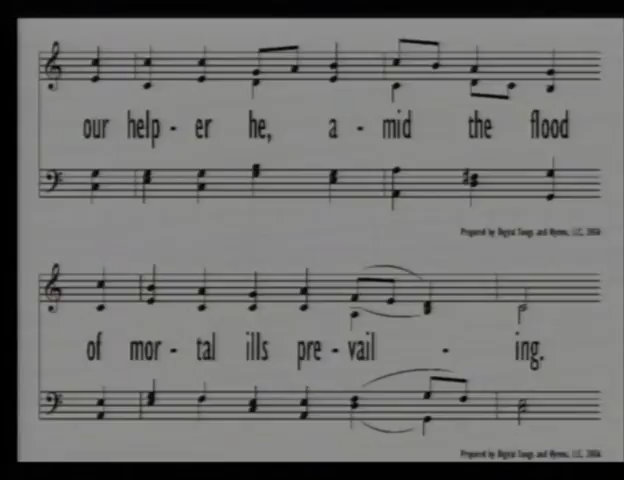 our help - er he, a - mid the flood
Prepared by Digital Songs and Hymns, LLC, 2006
of mor - tal ills pre - vail - ing.
Prepared by Digital Songs and Hymns, LLC, 2006